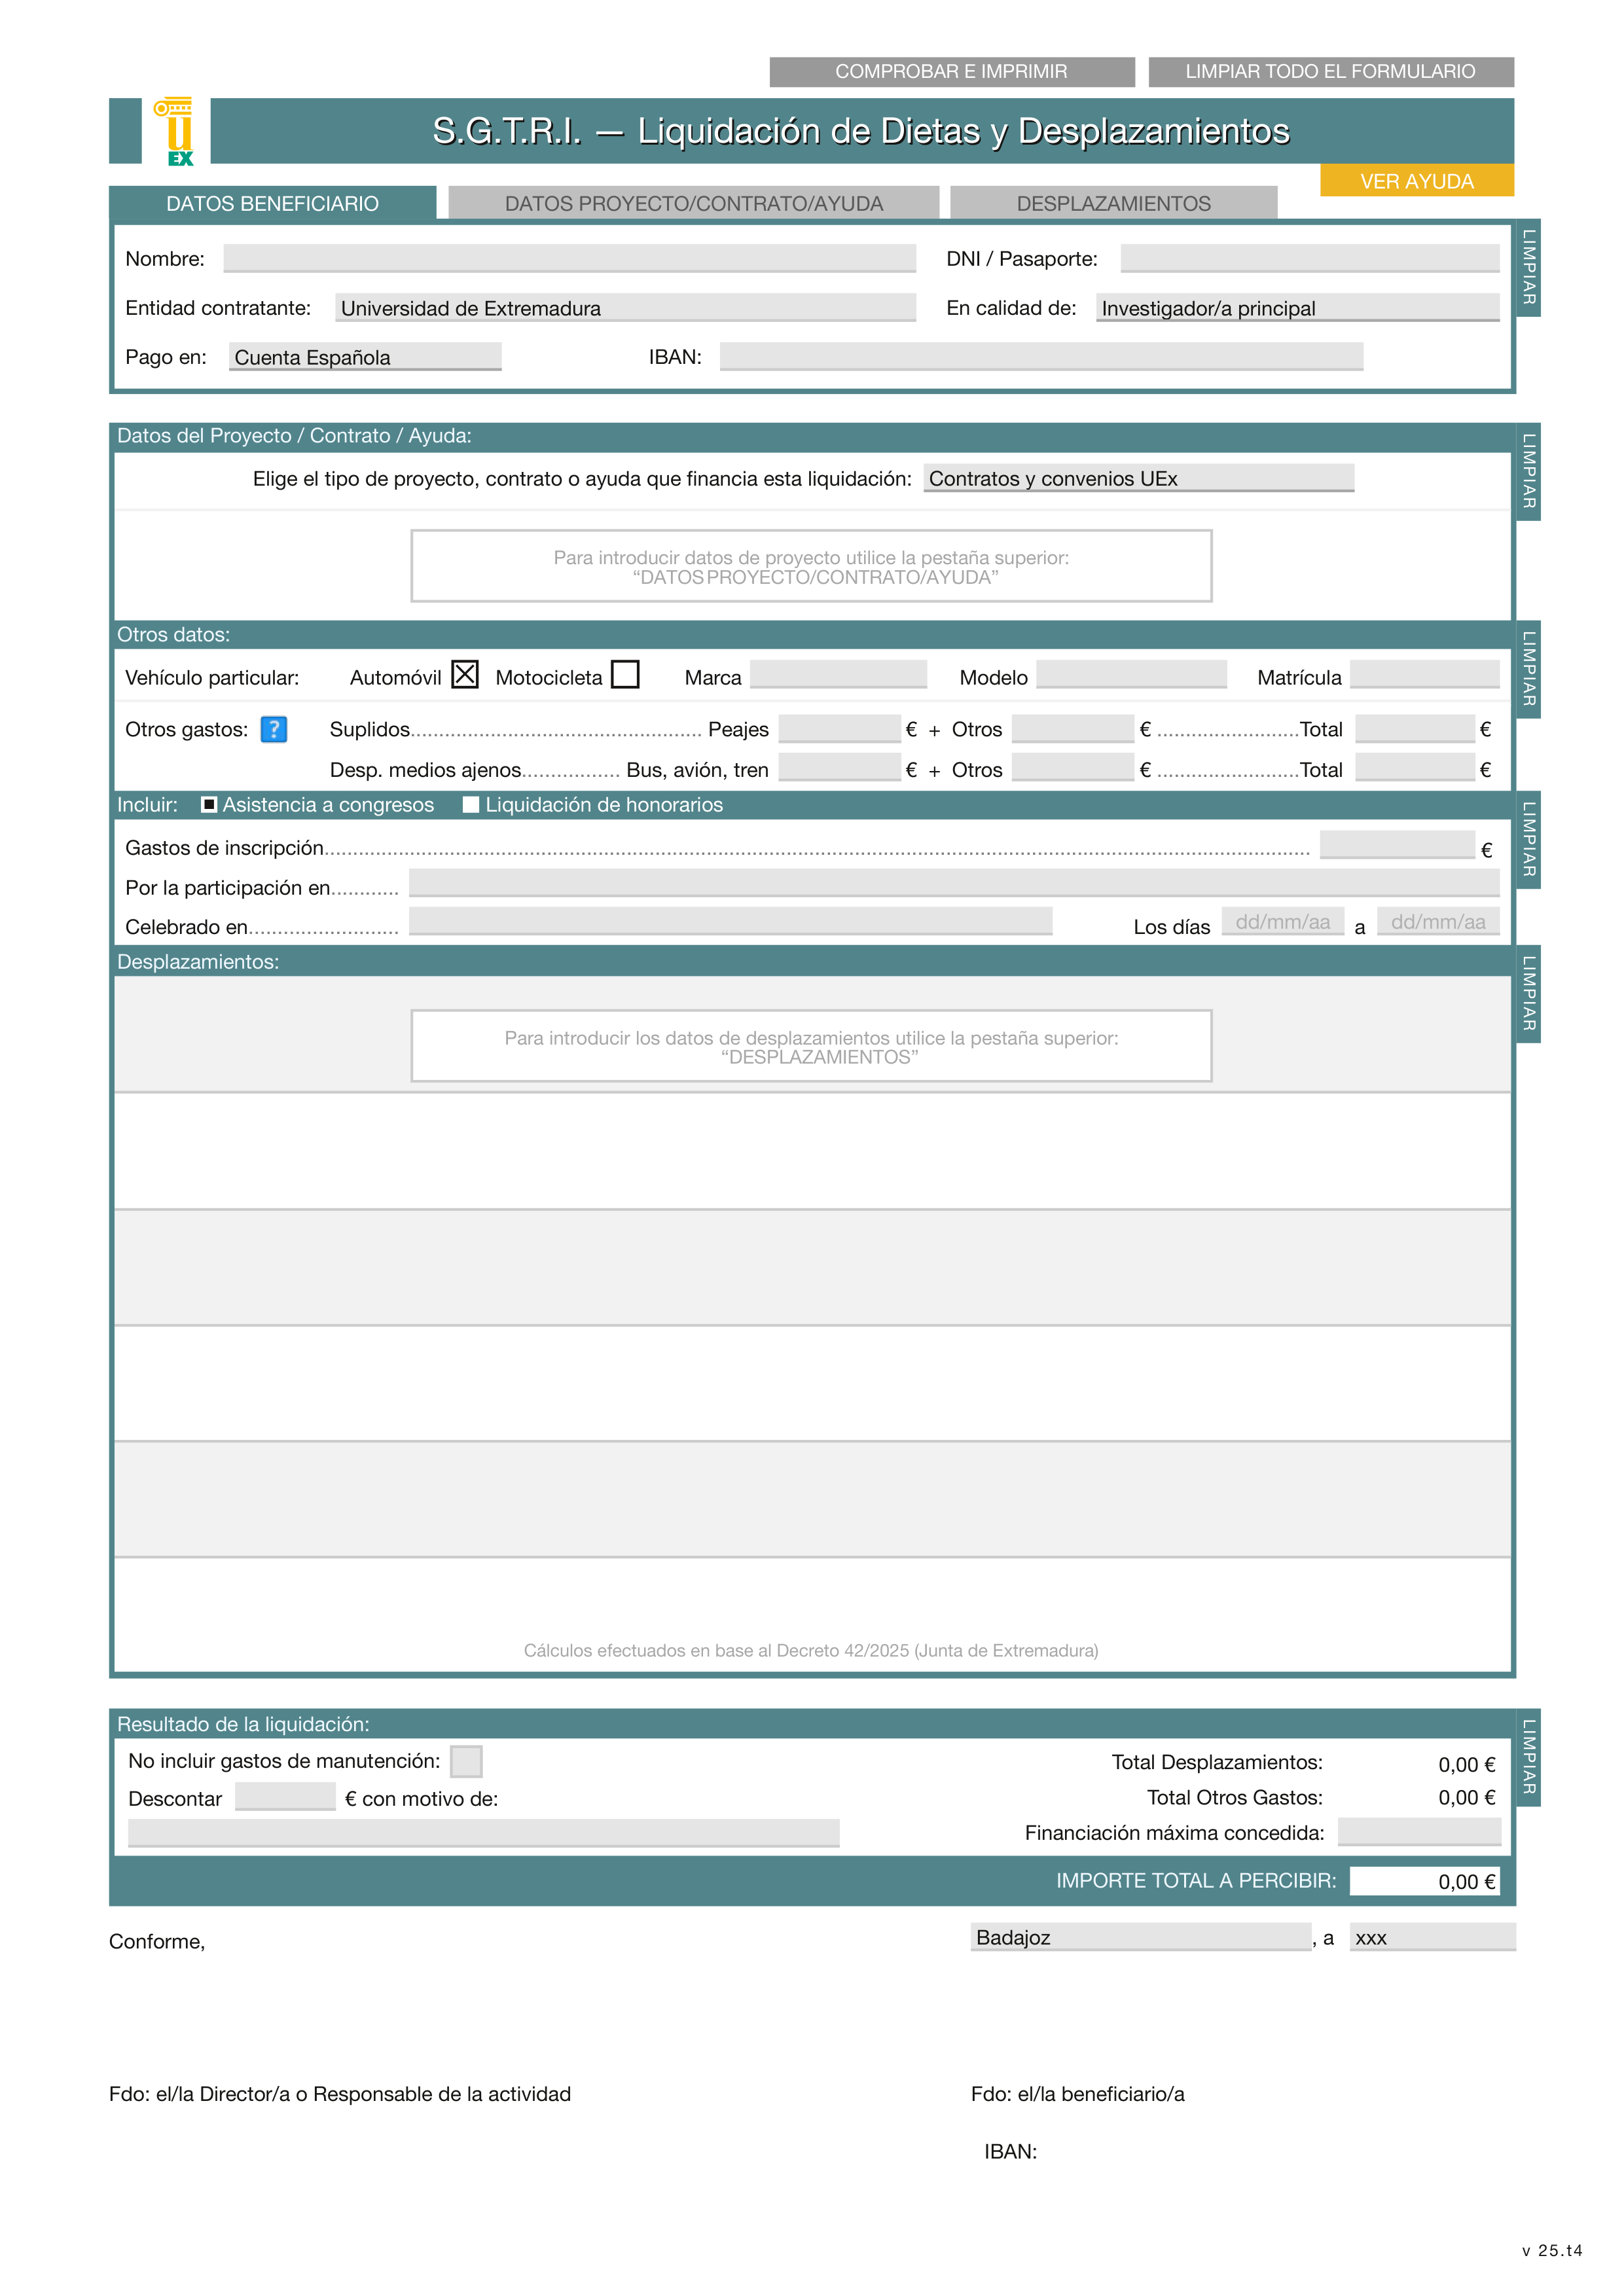 COMPROBAR E IMPRIMIR LIMPIAR TODO EL FORMULARIO
u EX
S.G.T.R.I. — Liquidación de Dietas y Desplazamientos
VER AYUDA
DATOS BENEFICIARIO DATOS PROYECTO/CONTRATO/AYUDA DESPLAZAMIENTOS
LIMPIAR
Nombre: DNI / Pasaporte:
Entidad contratante: Universidad de Extremadura En calidad de: Investigador/a principal
Pago en: Cuenta Española IBAN:
Datos del Proyecto / Contrato / Ayuda:
LIMPIAR
Elige el tipo de proyecto, contrato o ayuda que financia esta liquidación: Contratos y convenios UEx
Para introducir datos de proyecto utilice la pestaña superior:
“DATOS PROYECTO/CONTRATO/AYUDA”
Otros datos:
LIMPIAR
Vehículo particular: Automóvil Motocicleta Marca Modelo Matrícula
Otros gastos: ? Suplidos................................................. Peajes € + Otros € ........................Total €
Desp. medios ajenos................. Bus, avión, tren € + Otros € ........................Total €
Incluir: Asistencia a congresos Liquidación de honorarios
LIMPIAR
Gastos de inscripción........................................................................................................................ €
Por la participación en............
Celebrado en.......................... Los días dd/mm/aa a dd/mm/aa
Desplazamientos:
LIMPIAR
Para introducir los datos de desplazamientos utilice la pestaña superior:
“DESPLAZAMIENTOS”
Cálculos efectuados en base al Decreto 42/2025 (Junta de Extremadura)
Resultado de la liquidación:
LIMPIAR
No incluir gastos de manutención: Total Desplazamientos: 0,00 €
Descontar € con motivo de: Total Otros Gastos: 0,00 €
Financiación máxima concedida:
IMPORTE TOTAL A PERCIBIR: 0,00 €
Conforme, Badajoz , a xxx
Fdo: el/la Director/a o Responsable de la actividad Fdo: el/la beneficiario/a
IBAN:
v 25.t4